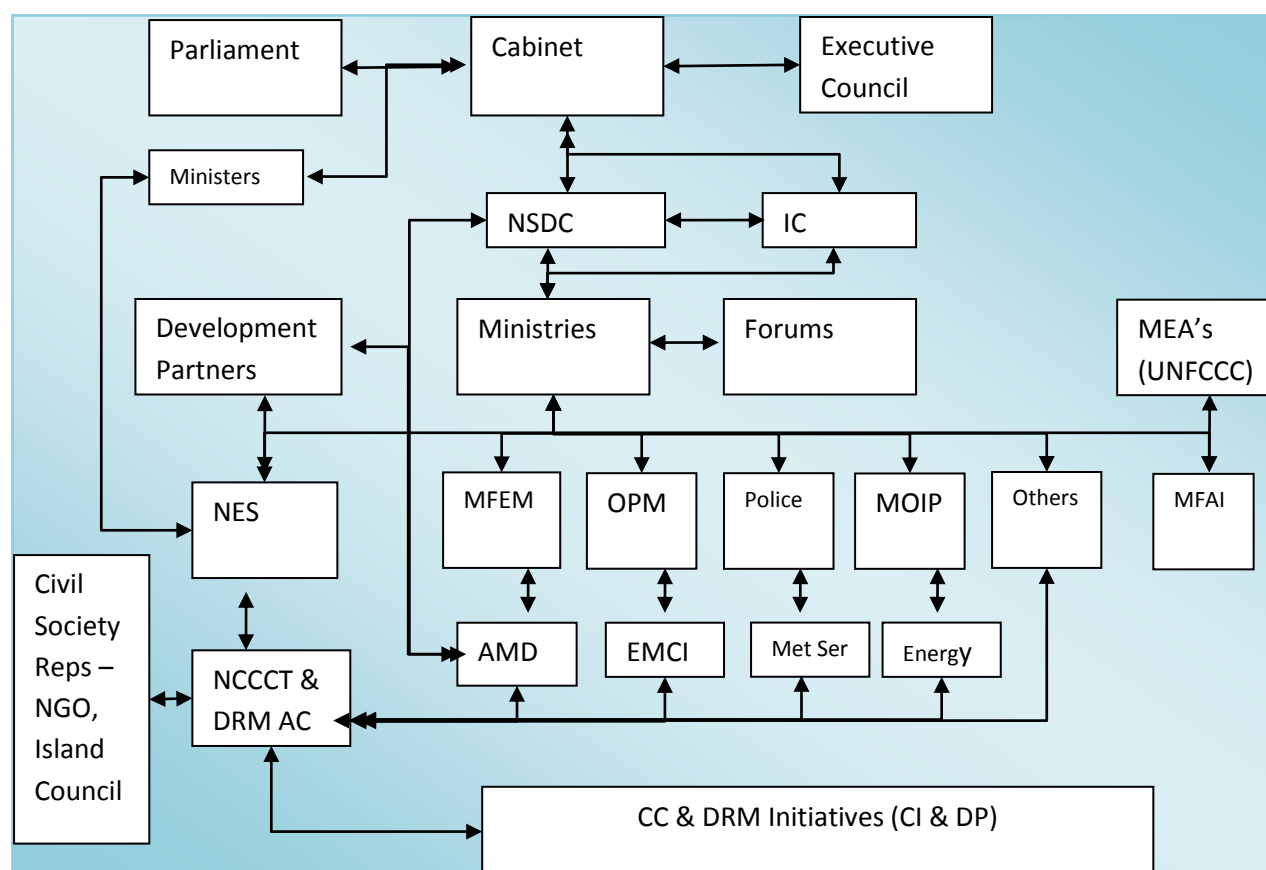 Parliament
Cabinet
Executive
Council
Ministers
NSDC
IC
Development
Partners
Ministries
Forums
MEA’s
(UNFCCC)
NES
MFEM
OPM
Police
MOIP
Others
MFAI
Civil
Society
Reps –
NGO,
Island
Council
NCCCT &
DRM AC
AMD
EMCI
Met Ser
Energy
CC & DRM Initiatives (CI & DP)